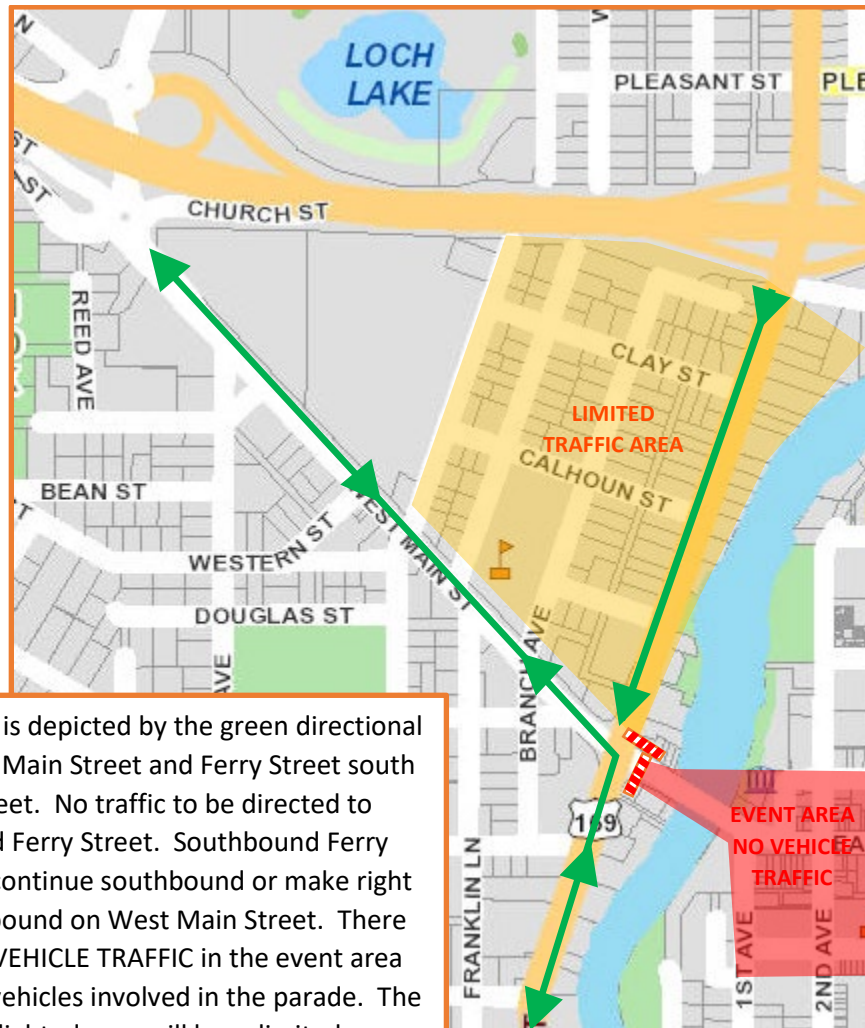 N
W
LOCH
LAKE
PLEASANT ST
PLE
ST
ST
CHURCH ST
REED AVE
CLAY ST
LIMITED
TRAFFIC AREA
CALHOUN ST
BEAN ST
WEST MAIN ST
WESTERN ST
DOUGLAS ST
AVE
BRANCH AVE
169
EVENT AREA
NO VEHICLE
TRAFFIC
FRANKLIN LN
1ST AVE
2ND AVE
is depicted by the green directional
Main Street and Ferry Street south
eet. No traffic to be directed to
d Ferry Street. Southbound Ferry
continue southbound or make right
bound on West Main Street. There
VEHICLE TRAFFIC in the event area
vehicles involved in the parade. The